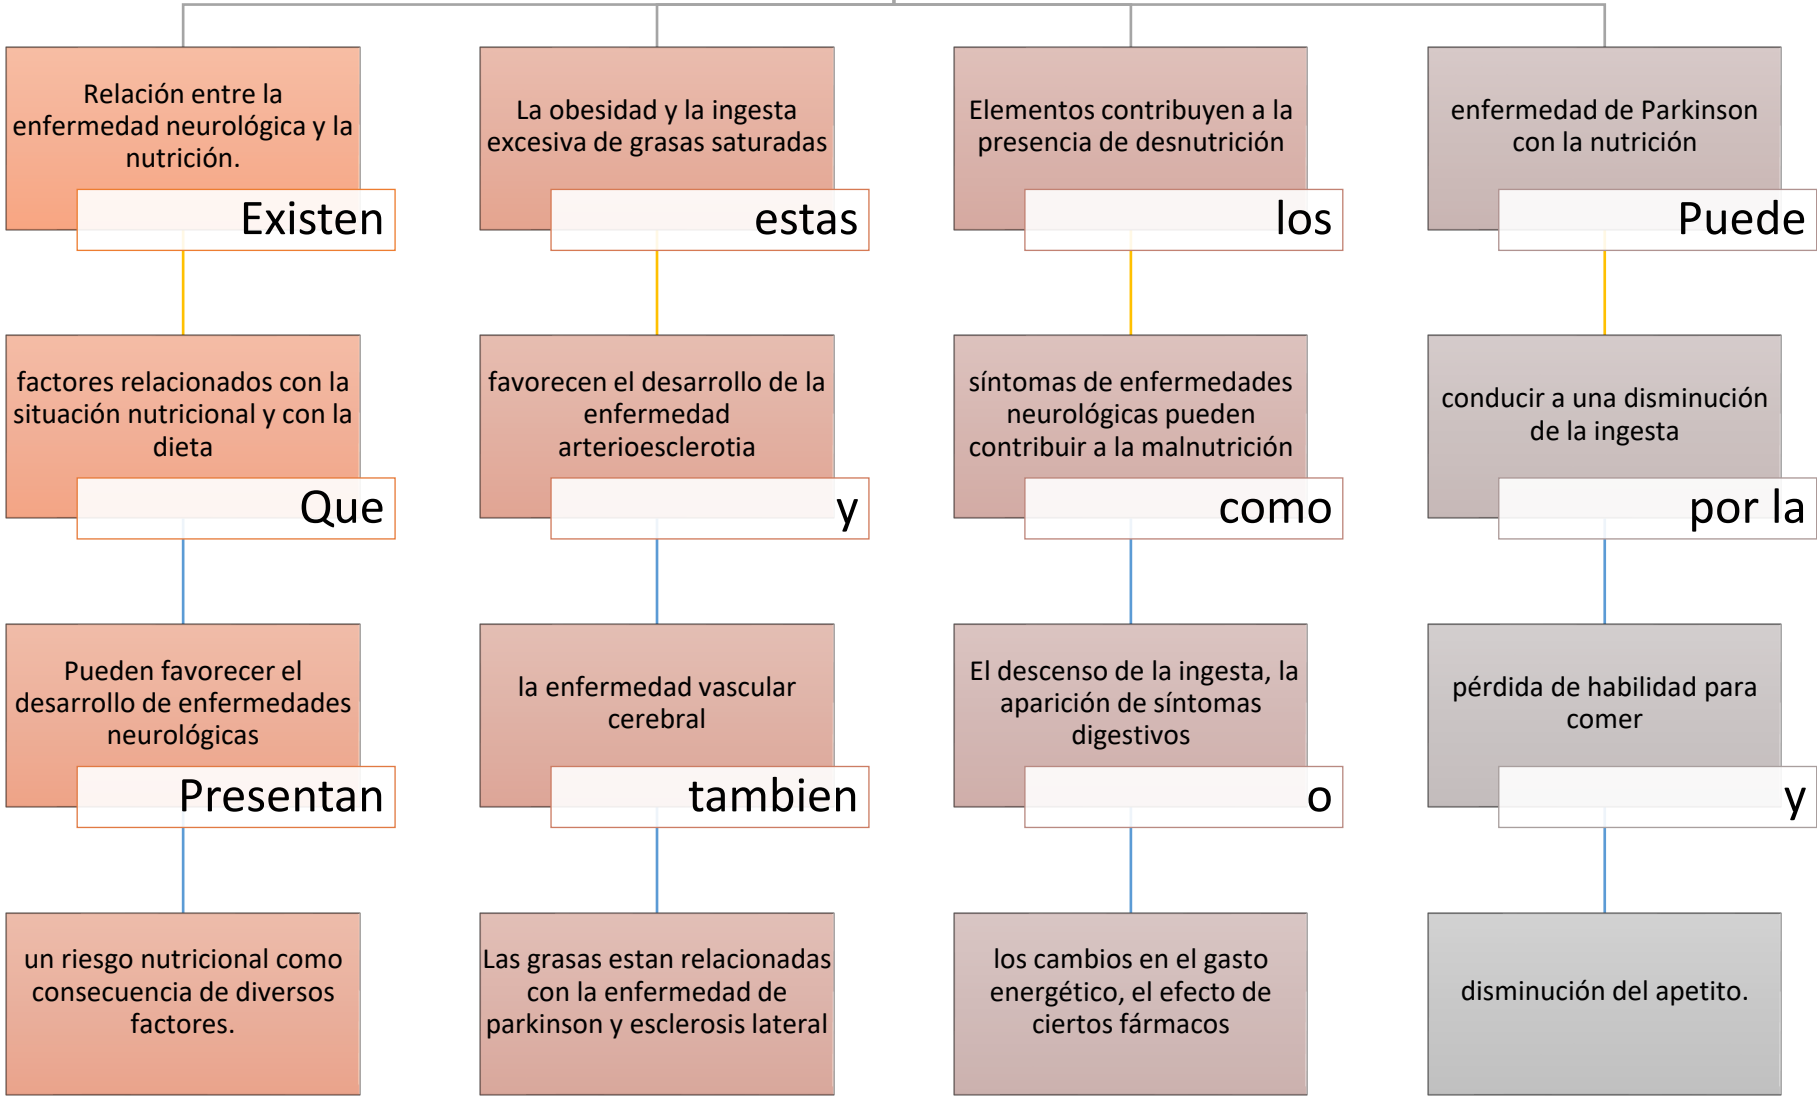 Relación entre la
enfermedad neurológica y la
nutrición.
Existen
factores relacionados con la
situación nutricional y con la
dieta
Que
Pueden favorecer el
desarrollo de enfermedades
neurológicas
Presentan
un riesgo nutricional como
consecuencia de diversos
factores.
La obesidad y la ingesta
excesiva de grasas saturadas
estas
favorecen el desarrollo de la
enfermedad
arterioesclerotia
y
la enfermedad vascular
cerebral
tambien
Las grasas estan relacionadas
con la enfermedad de
parkinson y esclerosis lateral
Elementos contribuyen a la
presencia de desnutrición
los
síntomas de enfermedades
neurológicas pueden
contribuir a la malnutrición
como
El descenso de la ingesta, la
aparición de síntomas
digestivos
o
los cambios en el gasto
energético, el efecto de
ciertos fármacos
enfermedad de Parkinson
con la nutrición
Puede
conducir a una disminución
de la ingesta
por la
pérdida de habilidad para
comer
y
disminución del apetito.